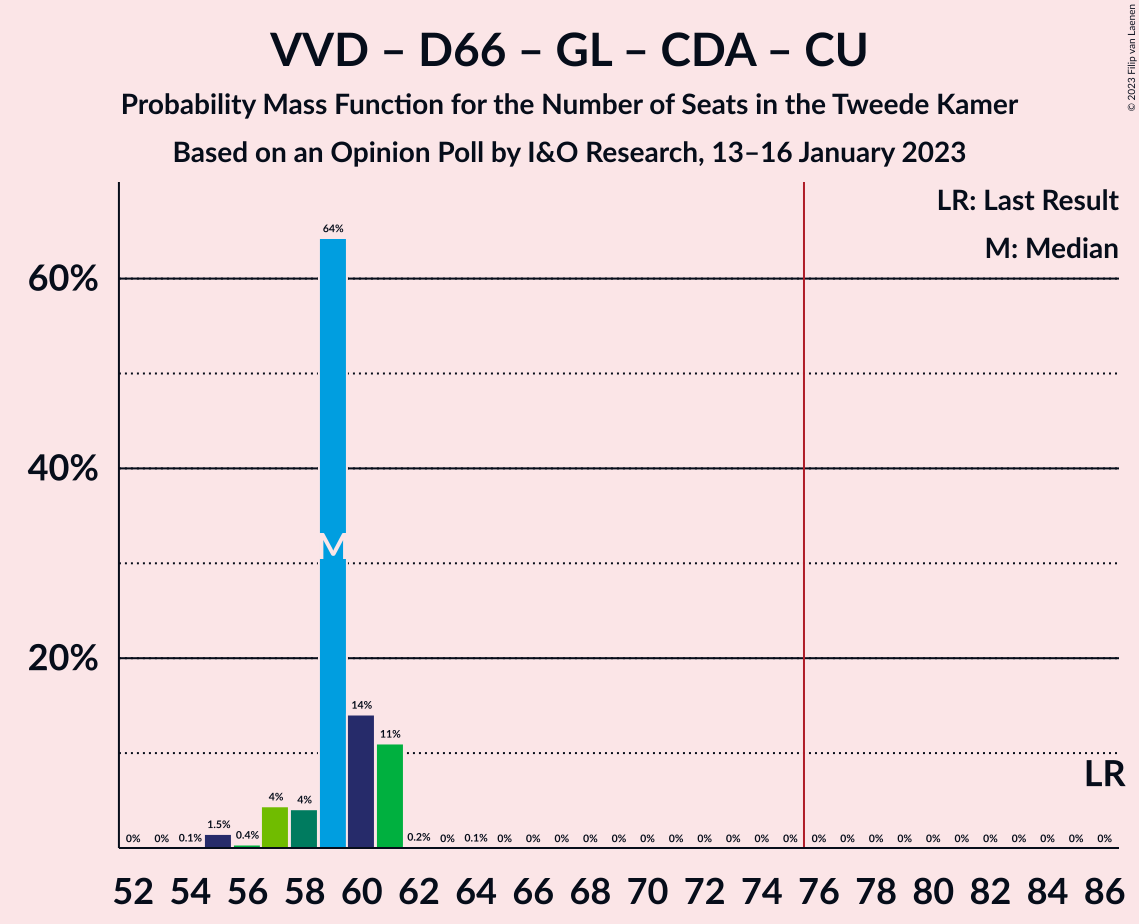 VVD – D66 – GL – CDA – CU
Probability Mass Function for the Number of Seats in the Tweede Kamer
Based on an Opinion Poll by I&O Research, 13–16 January 2023
© 2023 Filip van Laenen
LR: Last Result
M: Median
60%
40%
20%
64%
M
14%
11%
LR
0% 0% 0.1% 1.5% 0.4% 4% 4% 0.2% 0% 0.1% 0% 0% 0% 0% 0% 0% 0% 0% 0% 0% 0% 0% 0% 0% 0% 0% 0% 0% 0% 0% 0% 0%
52 54 56 58 60 62 64 66 68 70 72 74 76 78 80 82 84 86